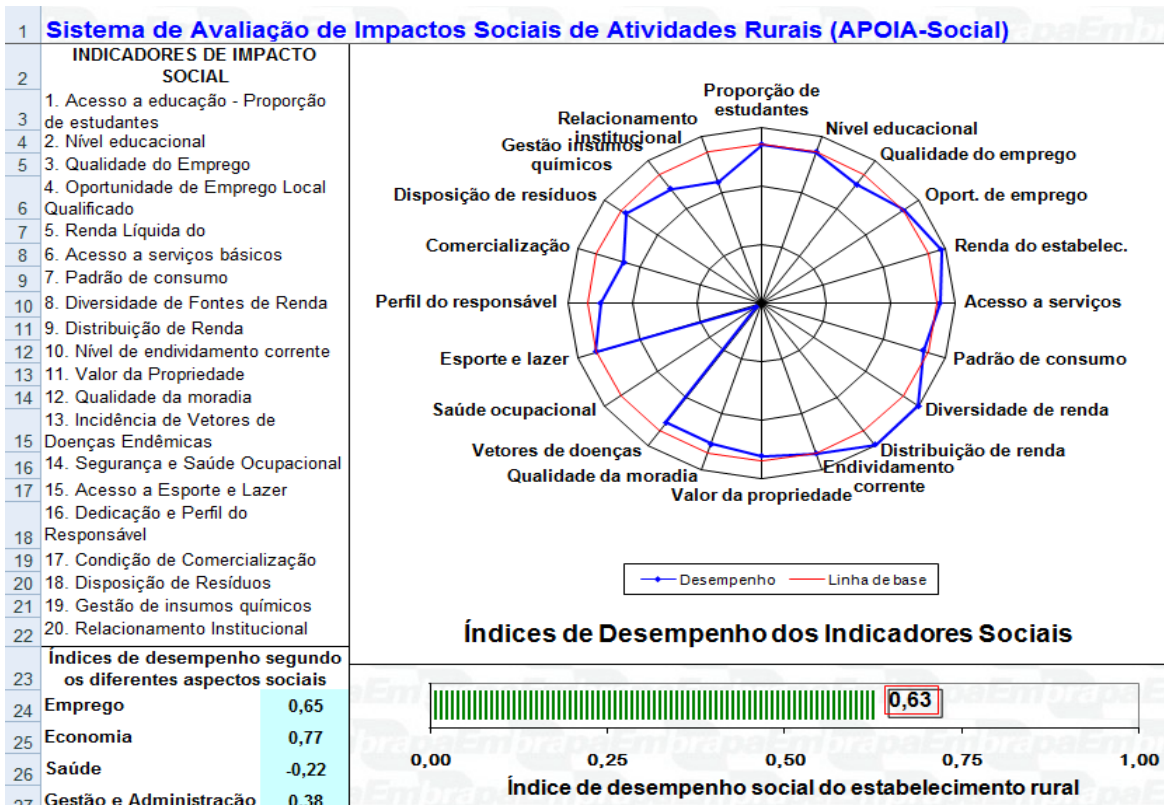 1 Sistema de Avaliação de Impactos Sociais de Atividades Rurais (APOIA-Social)
INDICADORES DE IMPACTO
2 SOCIAL
1. Acesso a educação - Proporção
3 de estudantes
4 2. Nível educacional
5 3. Qualidade do Emprego
4. Oportunidade de Emprego Local
6 Qualificado
7 5. Renda Líquida do
8 6. Acesso a serviços básicos
9 7. Padrão de consumo
10 8. Diversidade de Fontes de Renda
11 9. Distribuição de Renda
12 10. Nível de endividamento corrente
13 11. Valor da Propriedade
14 12. Qualidade da moradia
13. Incidência de Vetores de
15 Doenças Endêmicas
16 14. Segurança e Saúde Ocupacional
17 15. Acesso a Esporte e Lazer
16. Dedicação e Perfil do
18 Responsável
19 17. Condição de Comercialização
20 18. Disposição de Resíduos
21 19. Gestão de insumos químicos
22 20. Relacionamento Institucional
Índices de desempenho segundo
23 os diferentes aspectos sociais
24 Emprego 0,65
25 Economia 0,77
26 Saúde -0,22
27 Gestão e Administração 0,38
Proporção de
estudantes
Nível educacional
Qualidade do emprego
Oport. de emprego
Renda do estabelec.
Acesso a serviços
Padrão de consumo
Diversidade de renda
Distribuição de renda
Endividamento
corrente
Valor da propriedade
Qualidade da moradia
Vetores de doenças
Saúde ocupacional
Esporte e lazer
Perfil do responsável
Comercialização
Disposição de resíduos
Gestão insumos
químicos
Relacionamento
institucional
Desempenho Linha de base
Índices de Desempenho dos Indicadores Sociais
0,63
0,00 0,25 0,50 0,75 1,00
Índice de desempenho social do estabelecimento rural
Embrapa